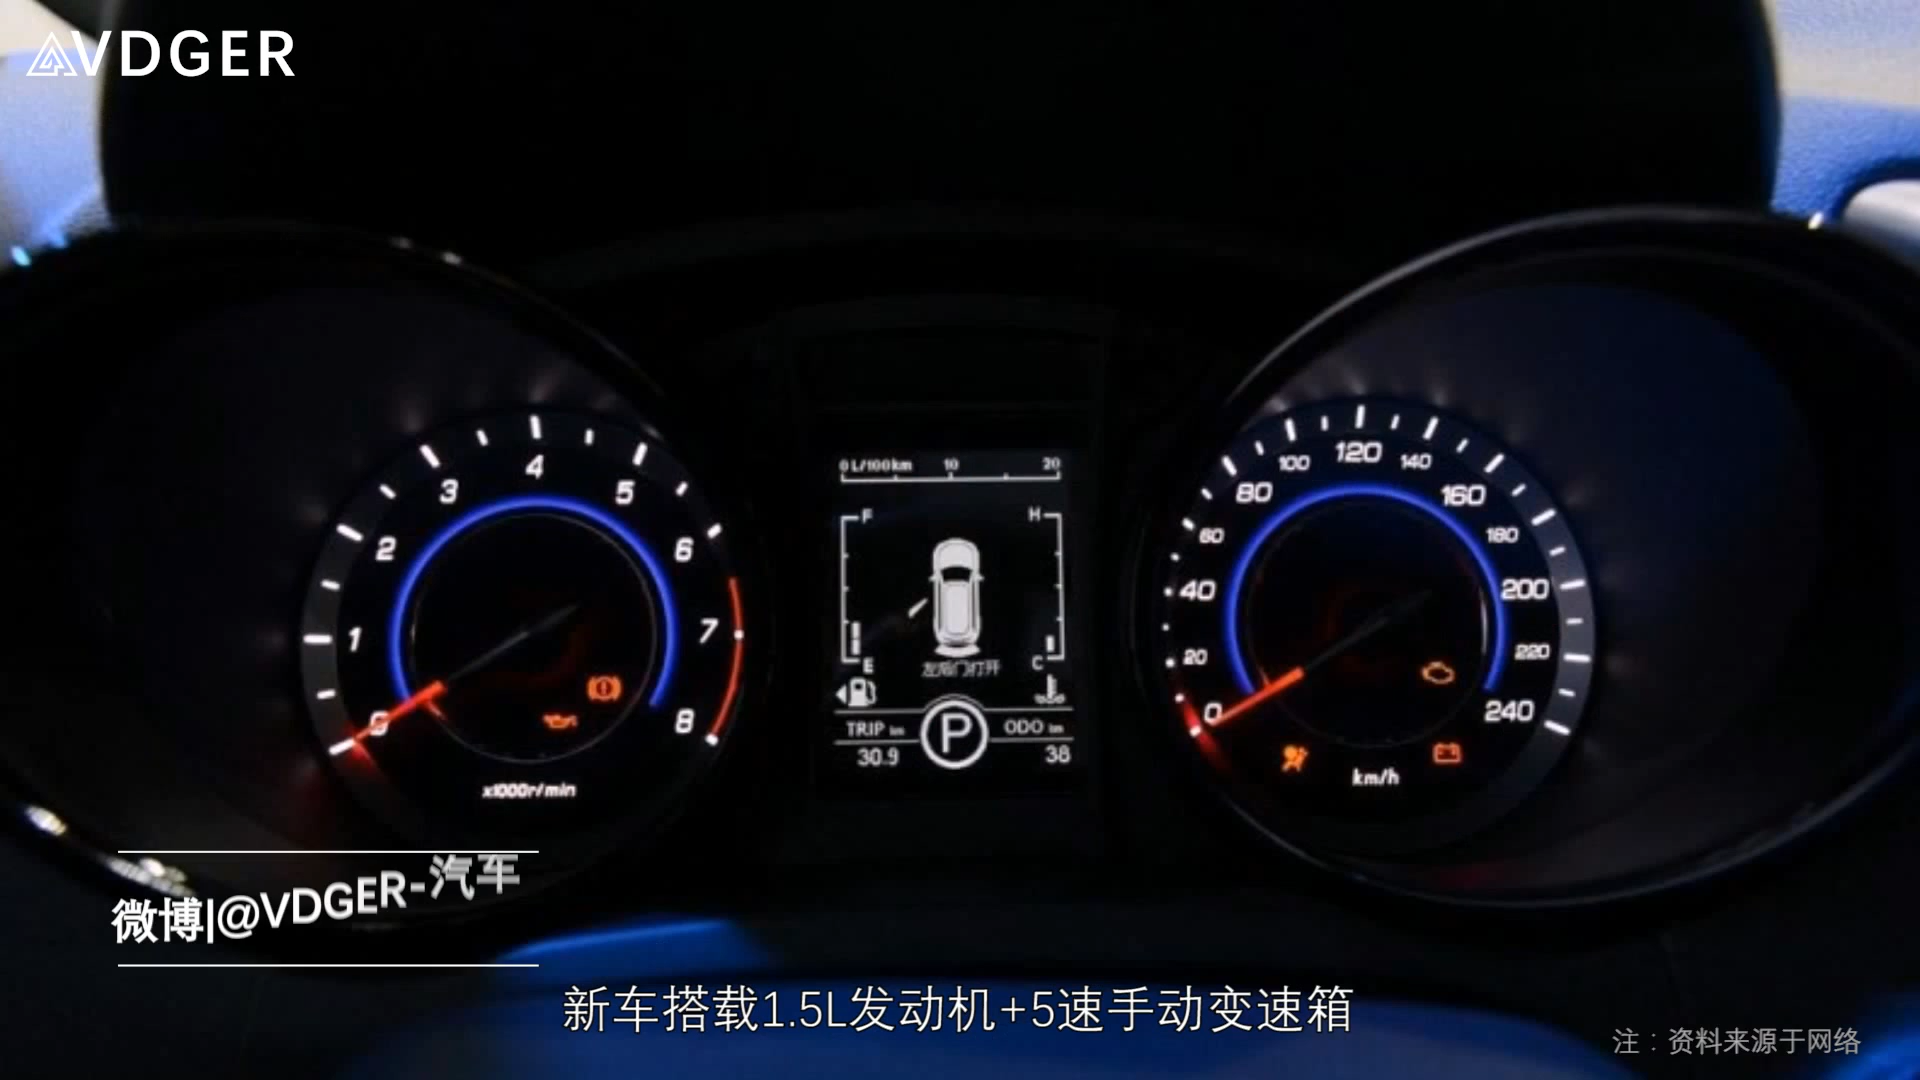 VDGER
4
3
5
2
6
1
7
0
8
x1000r/min
0 L/100km 10 20
F H
E C
左后门打开
P
TRIP km ODO km
30.9 38
120
100 140
80 160
60 180
40 200
20 220
0 240
km/h
微博|@VDGER-汽车
新车搭载1.5L发动机+5速手动变速箱
注：资料来源于网络